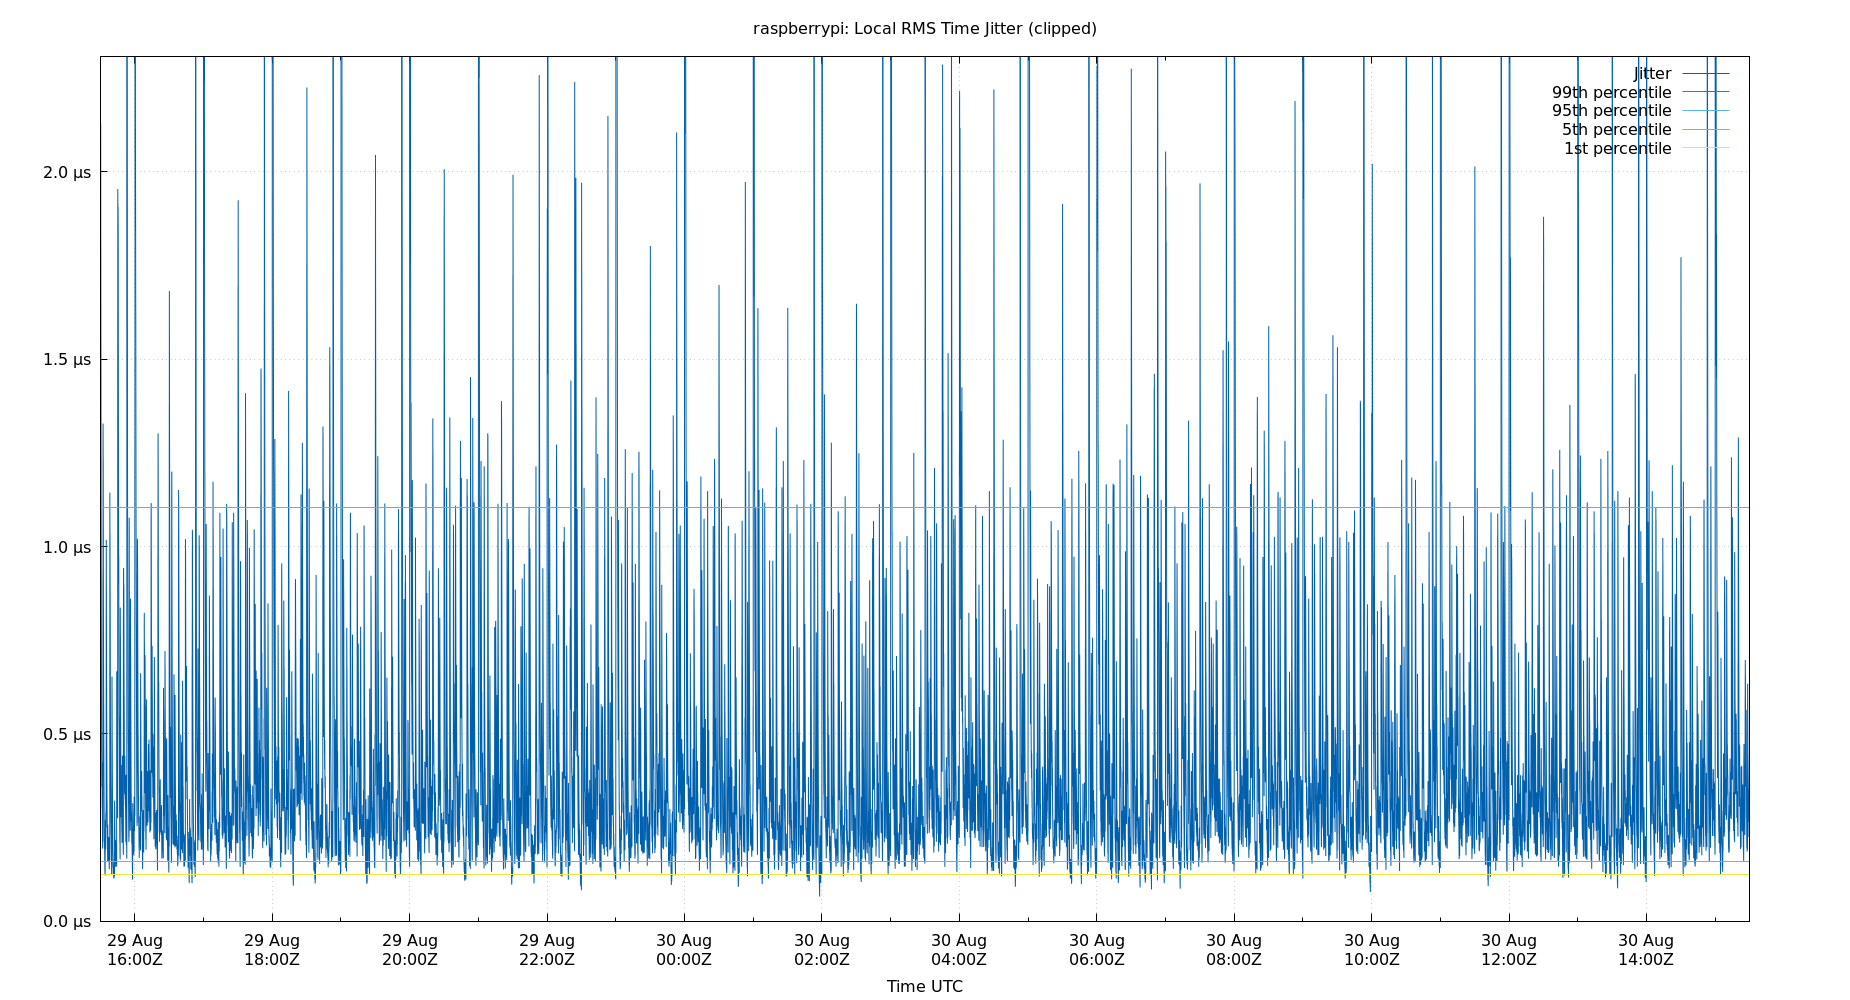 raspberrypi: Local RMS Time Jitter (clipped)
Jitter
99th percentile
95th percentile
5th percentile
1st percentile
2.0 μs
1.5 μs
1.0 μs
0.5 μs
0.0 μs
29 Aug 29 Aug 29 Aug 29 Aug 30 Aug 30 Aug 30 Aug 30 Aug 30 Aug 30 Aug 30 Aug 30 Aug
16:00Z 18:00Z 20:00Z 22:00Z 00:00Z 02:00Z 04:00Z 06:00Z 08:00Z 10:00Z 12:00Z 14:00Z
Time UTC